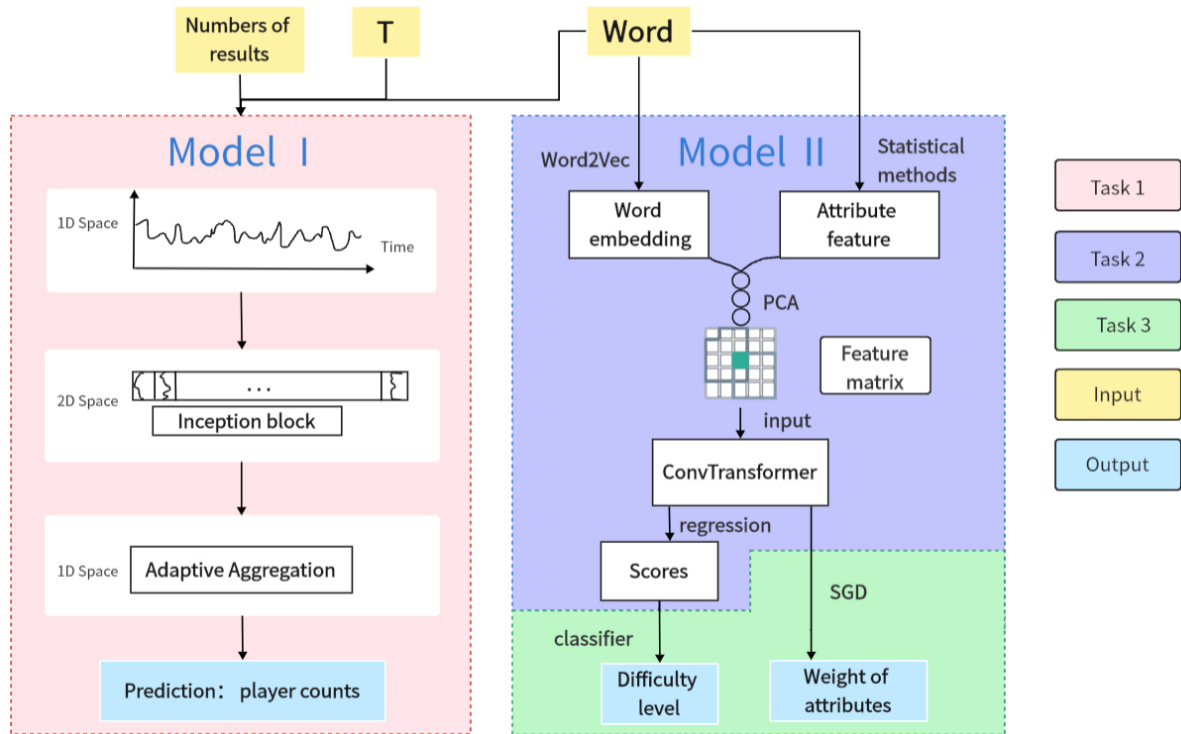 Numbers of
results
T
Word
Model I
1D Space
Time
2D Space
...
Inception block
1D Space
Adaptive Aggregation
Prediction: player counts
Model II
Word2Vec
Statistical
methods
Word
embedding
Attribute
feature
PCA
Feature
matrix
input
ConvTransformer
regression
Scores
SGD
classifier
Difficulty
level
Weight of
attributes
Task 1
Task 2
Task 3
Input
Output